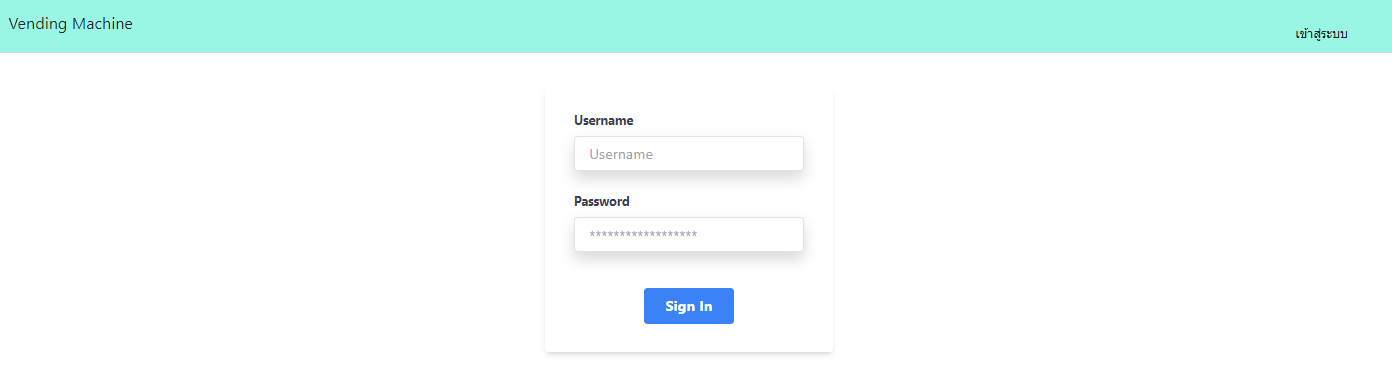 Vending Machine
เข้าสู่ระบบ
Username
Username
Password
******************
Sign In